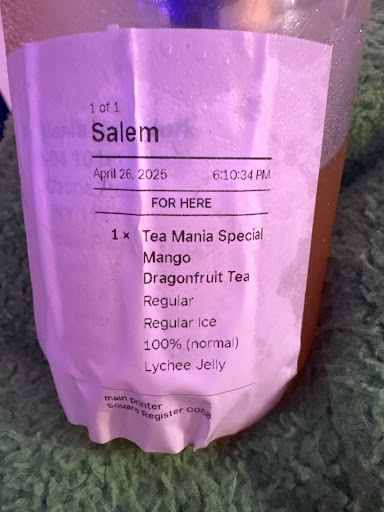 1 of 1
Salem
April 26, 2025 6:10:34 PM
FOR HERE
1 × Tea Mania Special
Mango
Dragonfruit Tea
Regular
Regular Ice
100% (normal)
Lychee Jelly
main printer
Square Register 0068